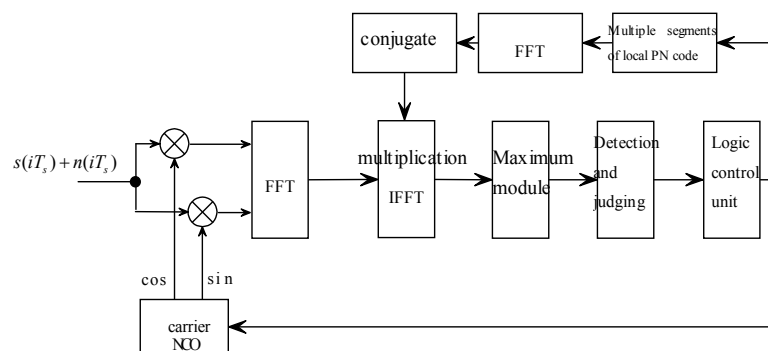 conjugate
FFT
Multiple segments
of local PN code
s(iTs)+n(iTs)
FFT
multiplication
IFFT
Maximum
module
Detection
and
judging
Logic
control
unit
cos
sin
carrier
NCO